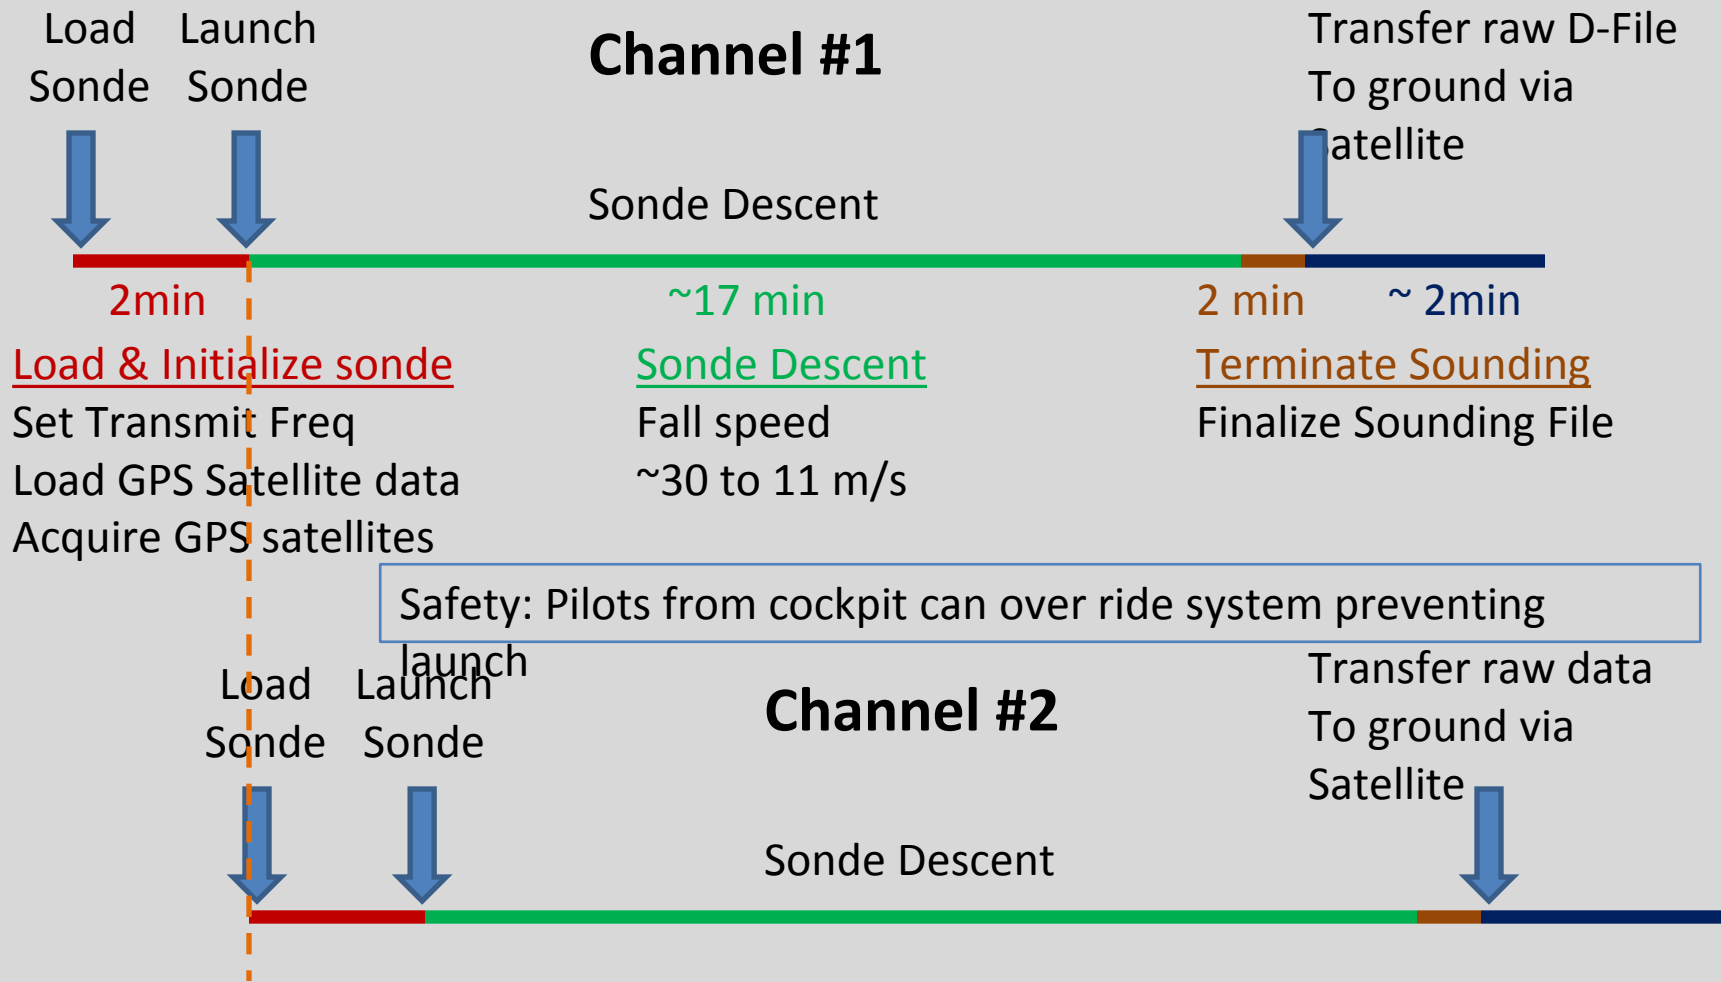 Load
Sonde
Launch
Sonde
Channel #1
Transfer raw D-File
To ground via
Satellite
Sonde Descent
2min
~17 min
2 min
~ 2min
Load & Initialize sonde
Set Transmit Freq
Load GPS Satellite data
Acquire GPS satellites
Sonde Descent
Fall speed
~30 to 11 m/s
Terminate Sounding
Finalize Sounding File
Safety: Pilots from cockpit can over ride system preventing
launch
Load
Sonde
Launch
Sonde
Channel #2
Transfer raw data
To ground via
Satellite
Sonde Descent